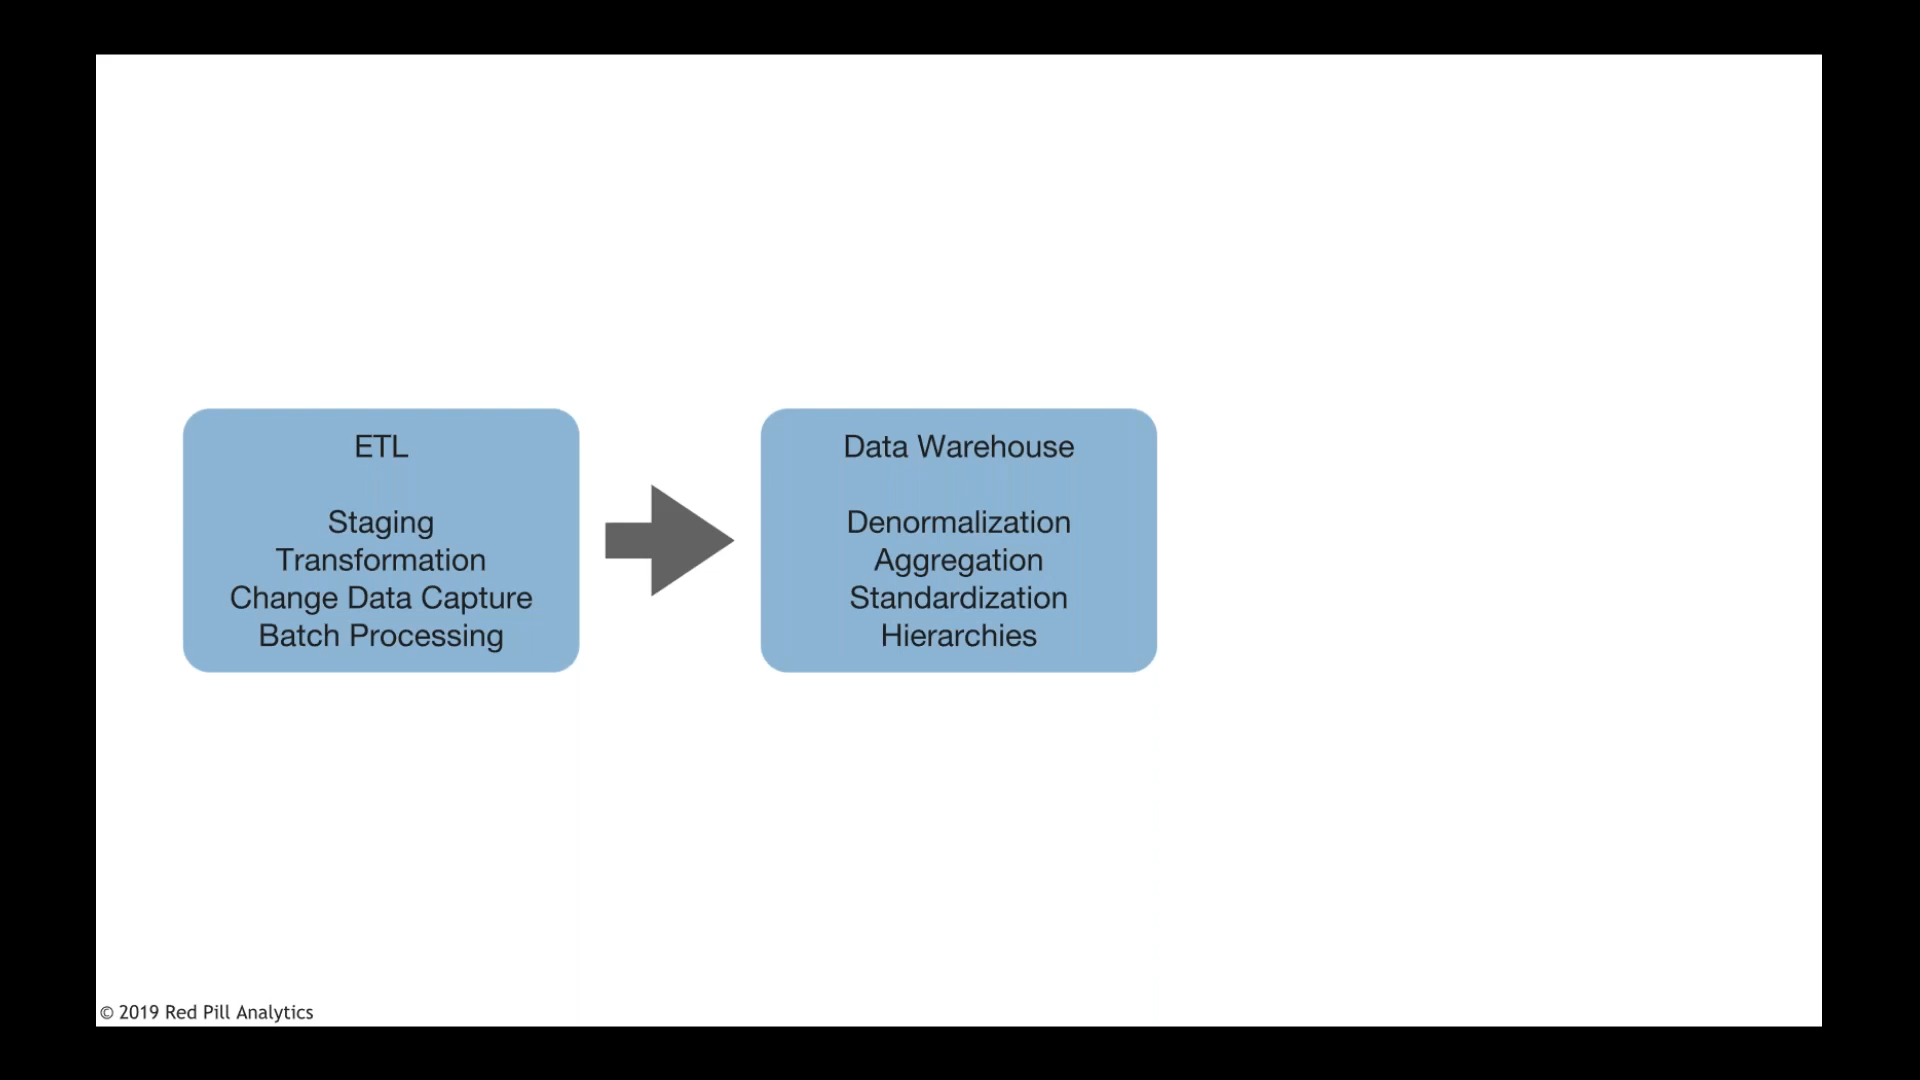 ETL
Staging
Transformation
Change Data Capture
Batch Processing
Data Warehouse
Denormalization
Aggregation
Standardization
Hierarchies
© 2019 Red Pill Analytics